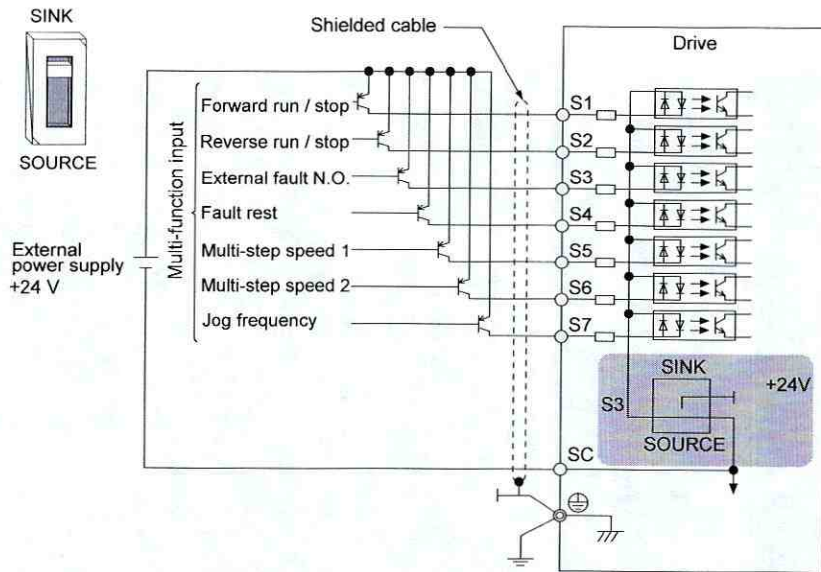 SINK
SOURCE
Shielded cable
Drive
Multi-function input
Forward run / stop
Reverse run / stop
External fault N.O.
Fault rest
Multi-step speed 1
Multi-step speed 2
Jog frequency
External
power supply
+24 V
S1
S2
S3
S4
S5
S6
S7
SINK
+24V
S3
SOURCE
SC